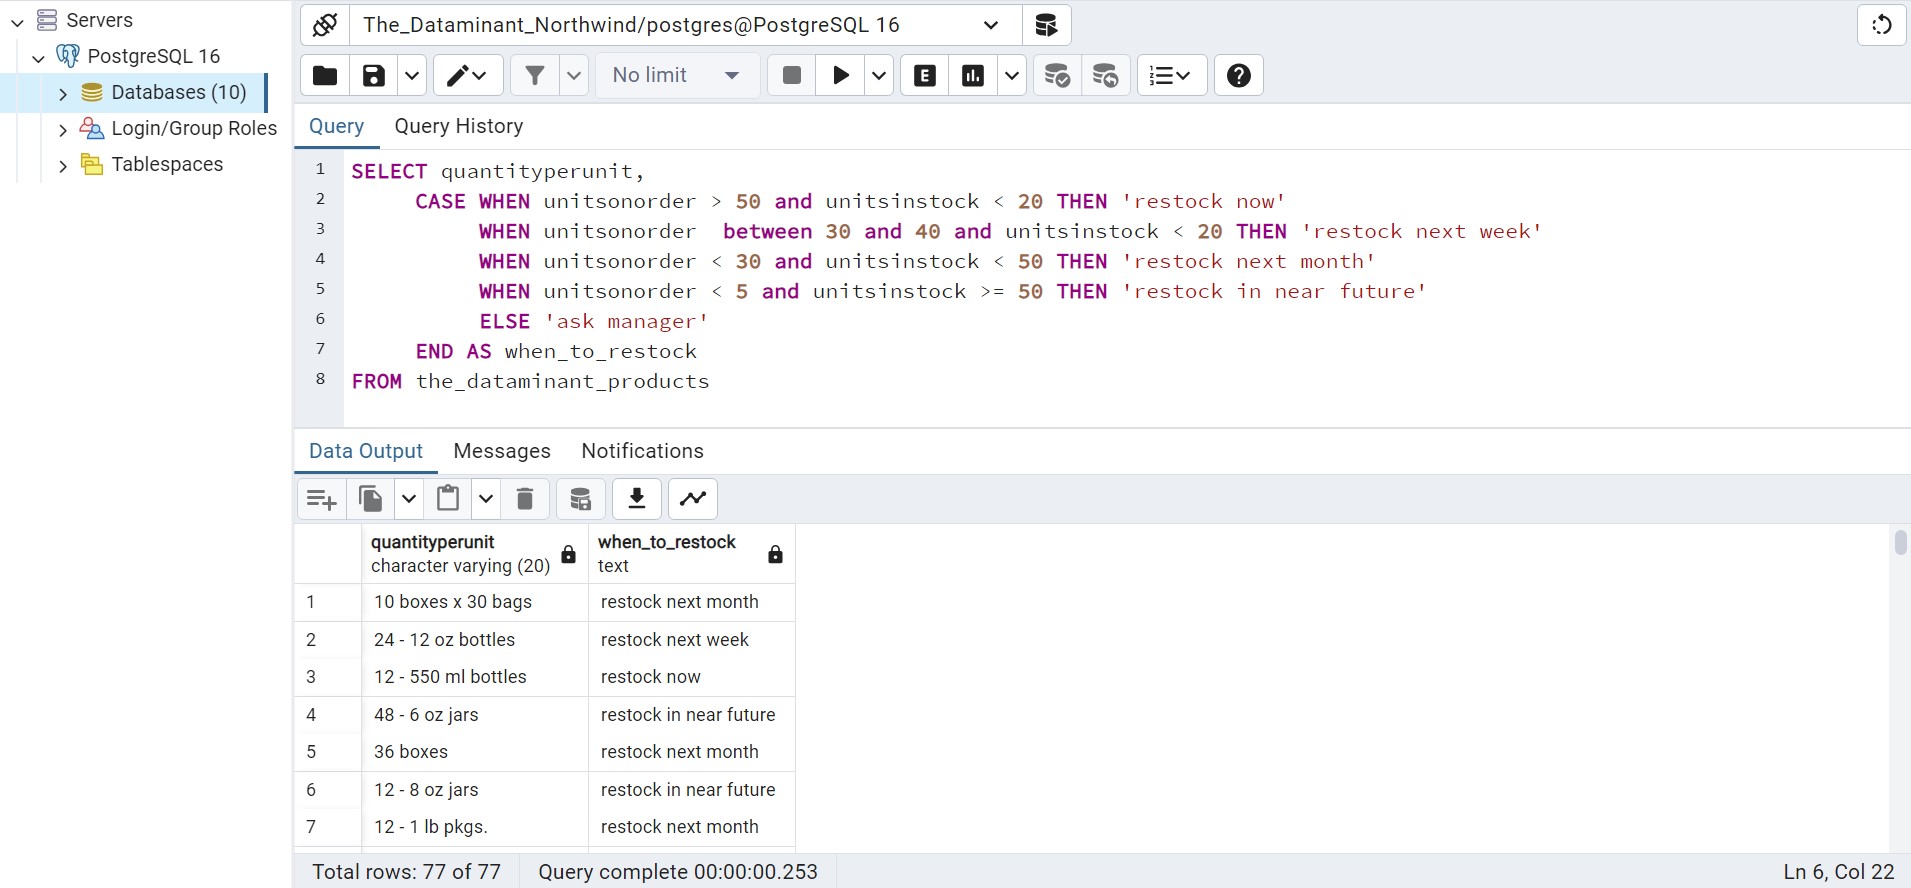 Servers
PostgreSQL 16
Databases (10)
Login/Group Roles
Tablespaces
The_Dataminant_Northwind/postgres@PostgreSQL 16
No limit
E
Query Query History
1 SELECT quantityperunit,
2 CASE WHEN unitsonorder > 50 and unitsinstock < 20 THEN 'restock now'
3 WHEN unitsonorder  between 30 and 40 and unitsinstock < 20 THEN 'restock next week'
4 WHEN unitsonorder < 30 and unitsinstock < 50 THEN 'restock next month'
5 WHEN unitsonorder < 5 and unitsinstock >= 50 THEN 'restock in near future'
6 ELSE 'ask manager'
7 END AS when_to_restock
8 FROM the_dataminant_products
Data Output Messages Notifications
quantityperunit when_to_restock
character varying (20) text
1 10 boxes x 30 bags restock next month
2 24 - 12 oz bottles restock next week
3 12 - 550 ml bottles restock now
4 48 - 6 oz jars restock in near future
5 36 boxes restock next month
6 12 - 8 oz jars restock in near future
7 12 - 1 lb pkgs. restock next month
Total rows: 77 of 77 Query complete 00:00:00.253 Ln 6, Col 22